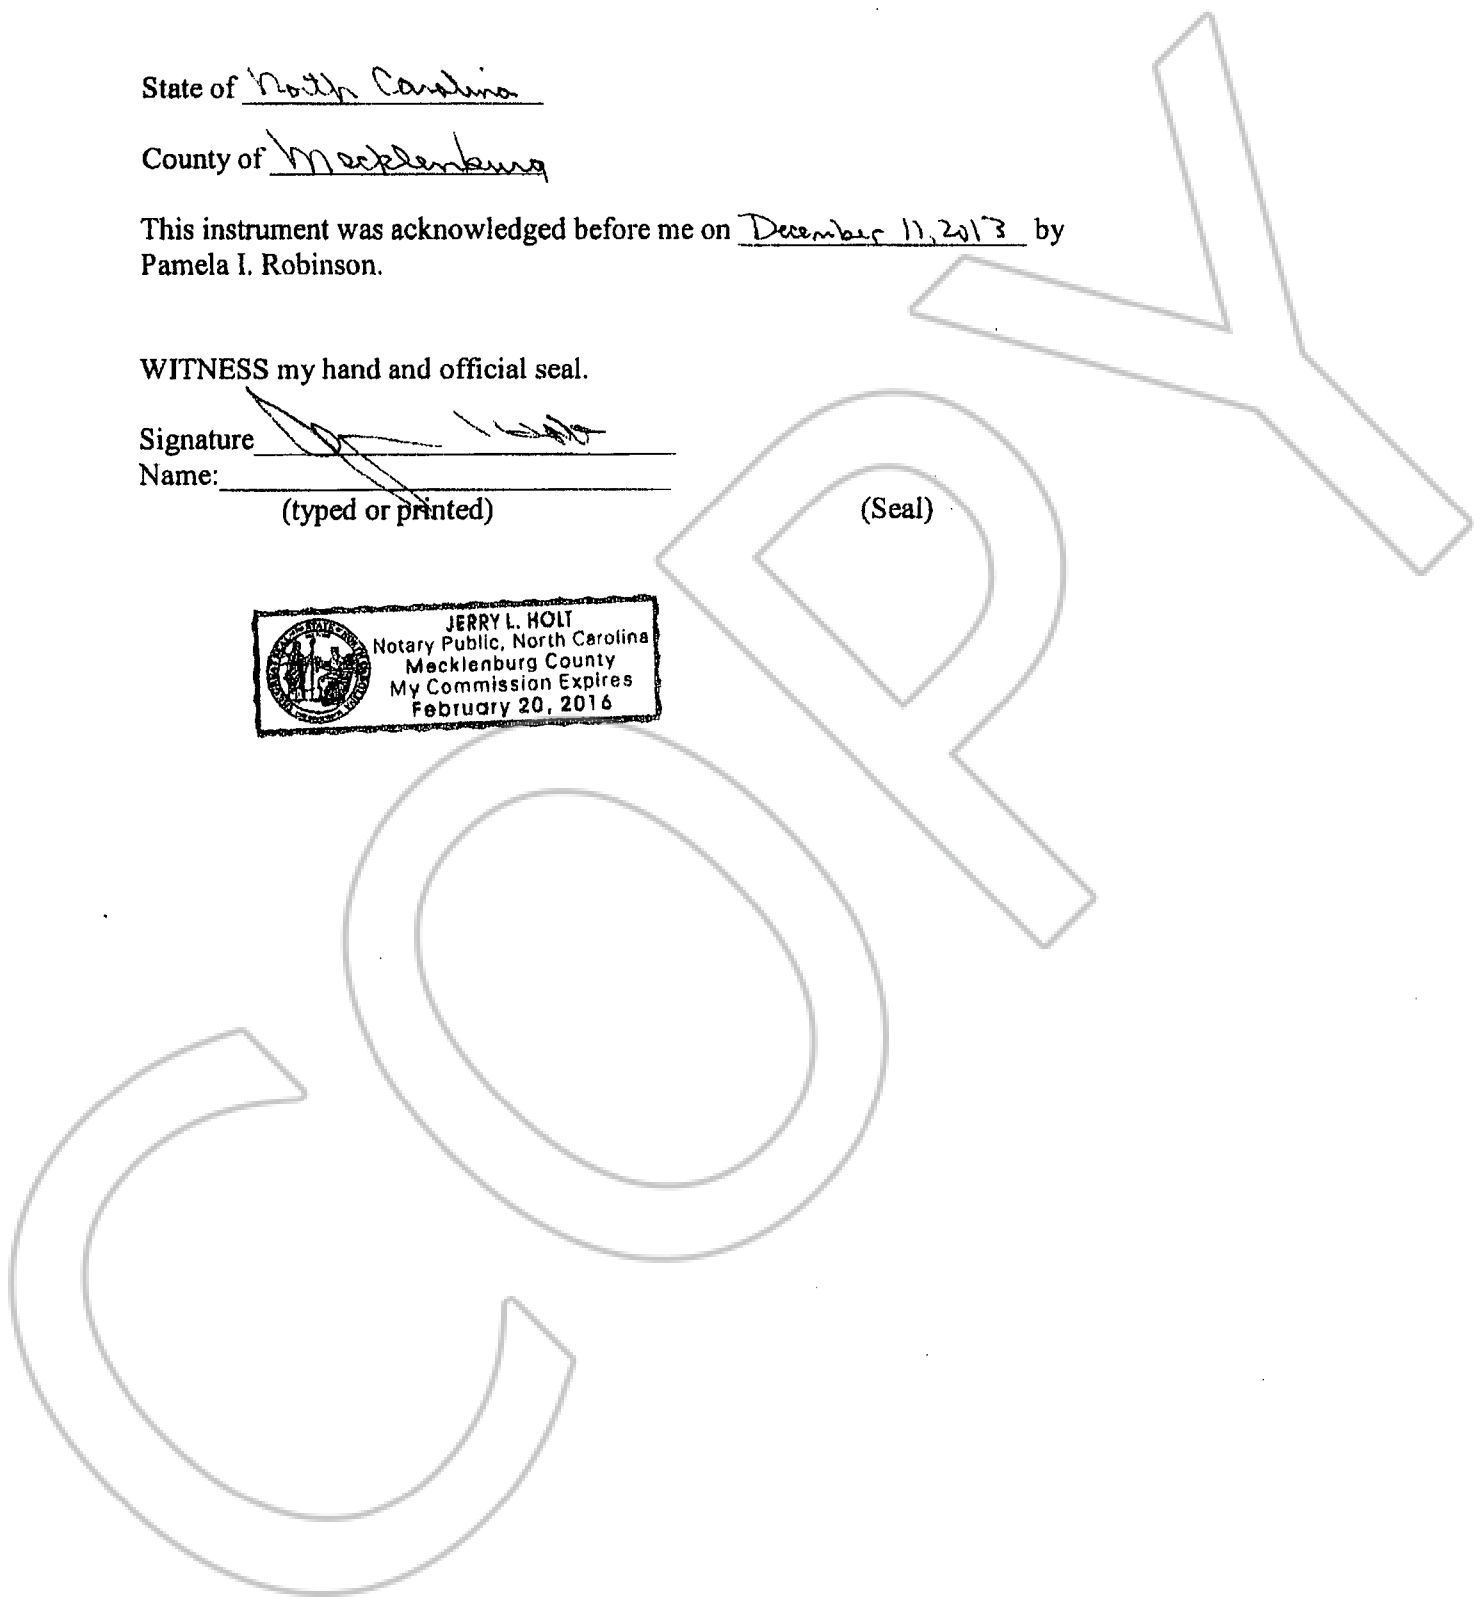 State of North Carolina
County of Mecklenburg
This instrument was acknowledged before me on December 11, 2013 by
Pamela I. Robinson.
WITNESS my hand and official seal.
Signature
Name:
(typed or printed)
(Seal)
JERRY L. HOLT
Notary Public, North Carolina
Mecklenburg County
My Commission Expires
February 20, 2016
COPY